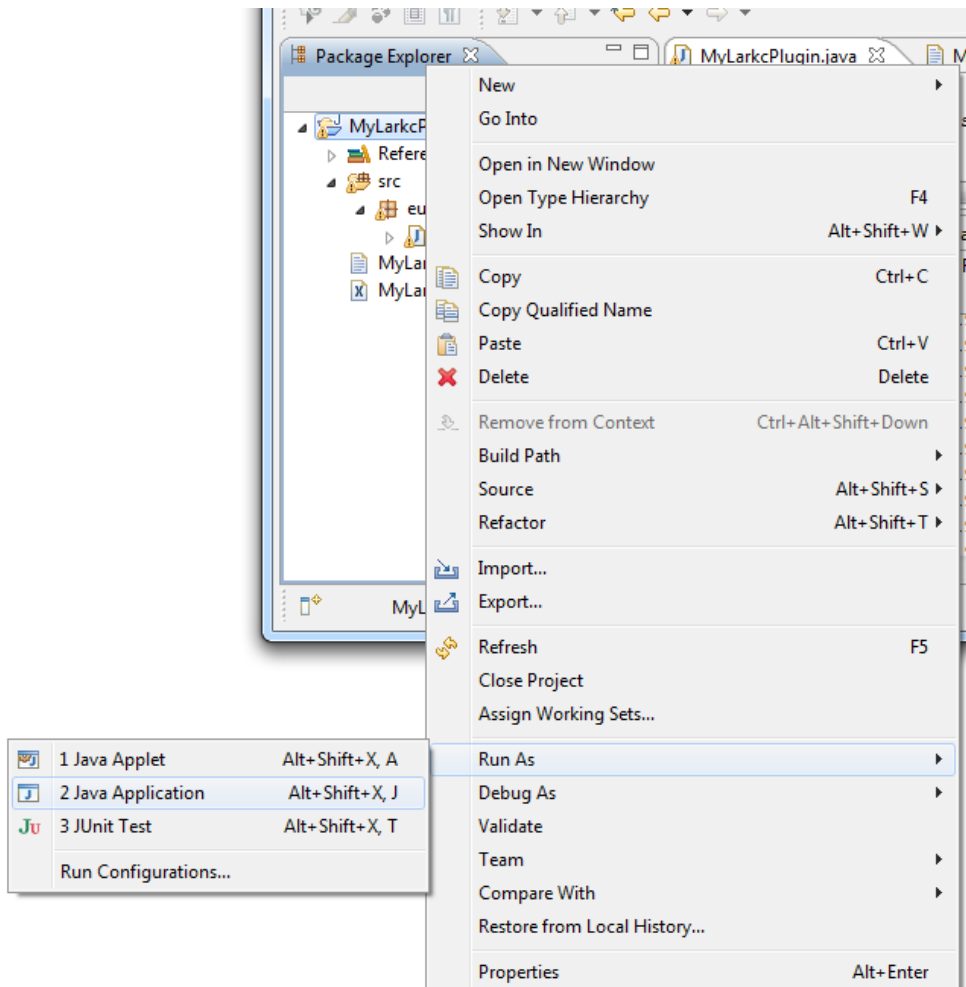 Package Explorer
MyLarkcPlugin.java
M
MyLarkcP
Refere
src
eu
MyLar
MyLar
MyL
New
Go Into
Open in New Window
Open Type Hierarchy F4
Show In Alt+Shift+W
Copy Ctrl+C
Copy Qualified Name
Paste Ctrl+V
Delete Delete
Remove from Context Ctrl+Alt+Shift+Down
Build Path
Source Alt+Shift+S
Refactor Alt+Shift+T
Import...
Export...
Refresh F5
Close Project
Assign Working Sets...
Run As
Debug As
Validate
Team
Compare With
Restore from Local History...
Properties Alt+Enter
1 Java Applet Alt+Shift+X, A
2 Java Application Alt+Shift+X, J
JU 3 JUnit Test Alt+Shift+X, T
Run Configurations...